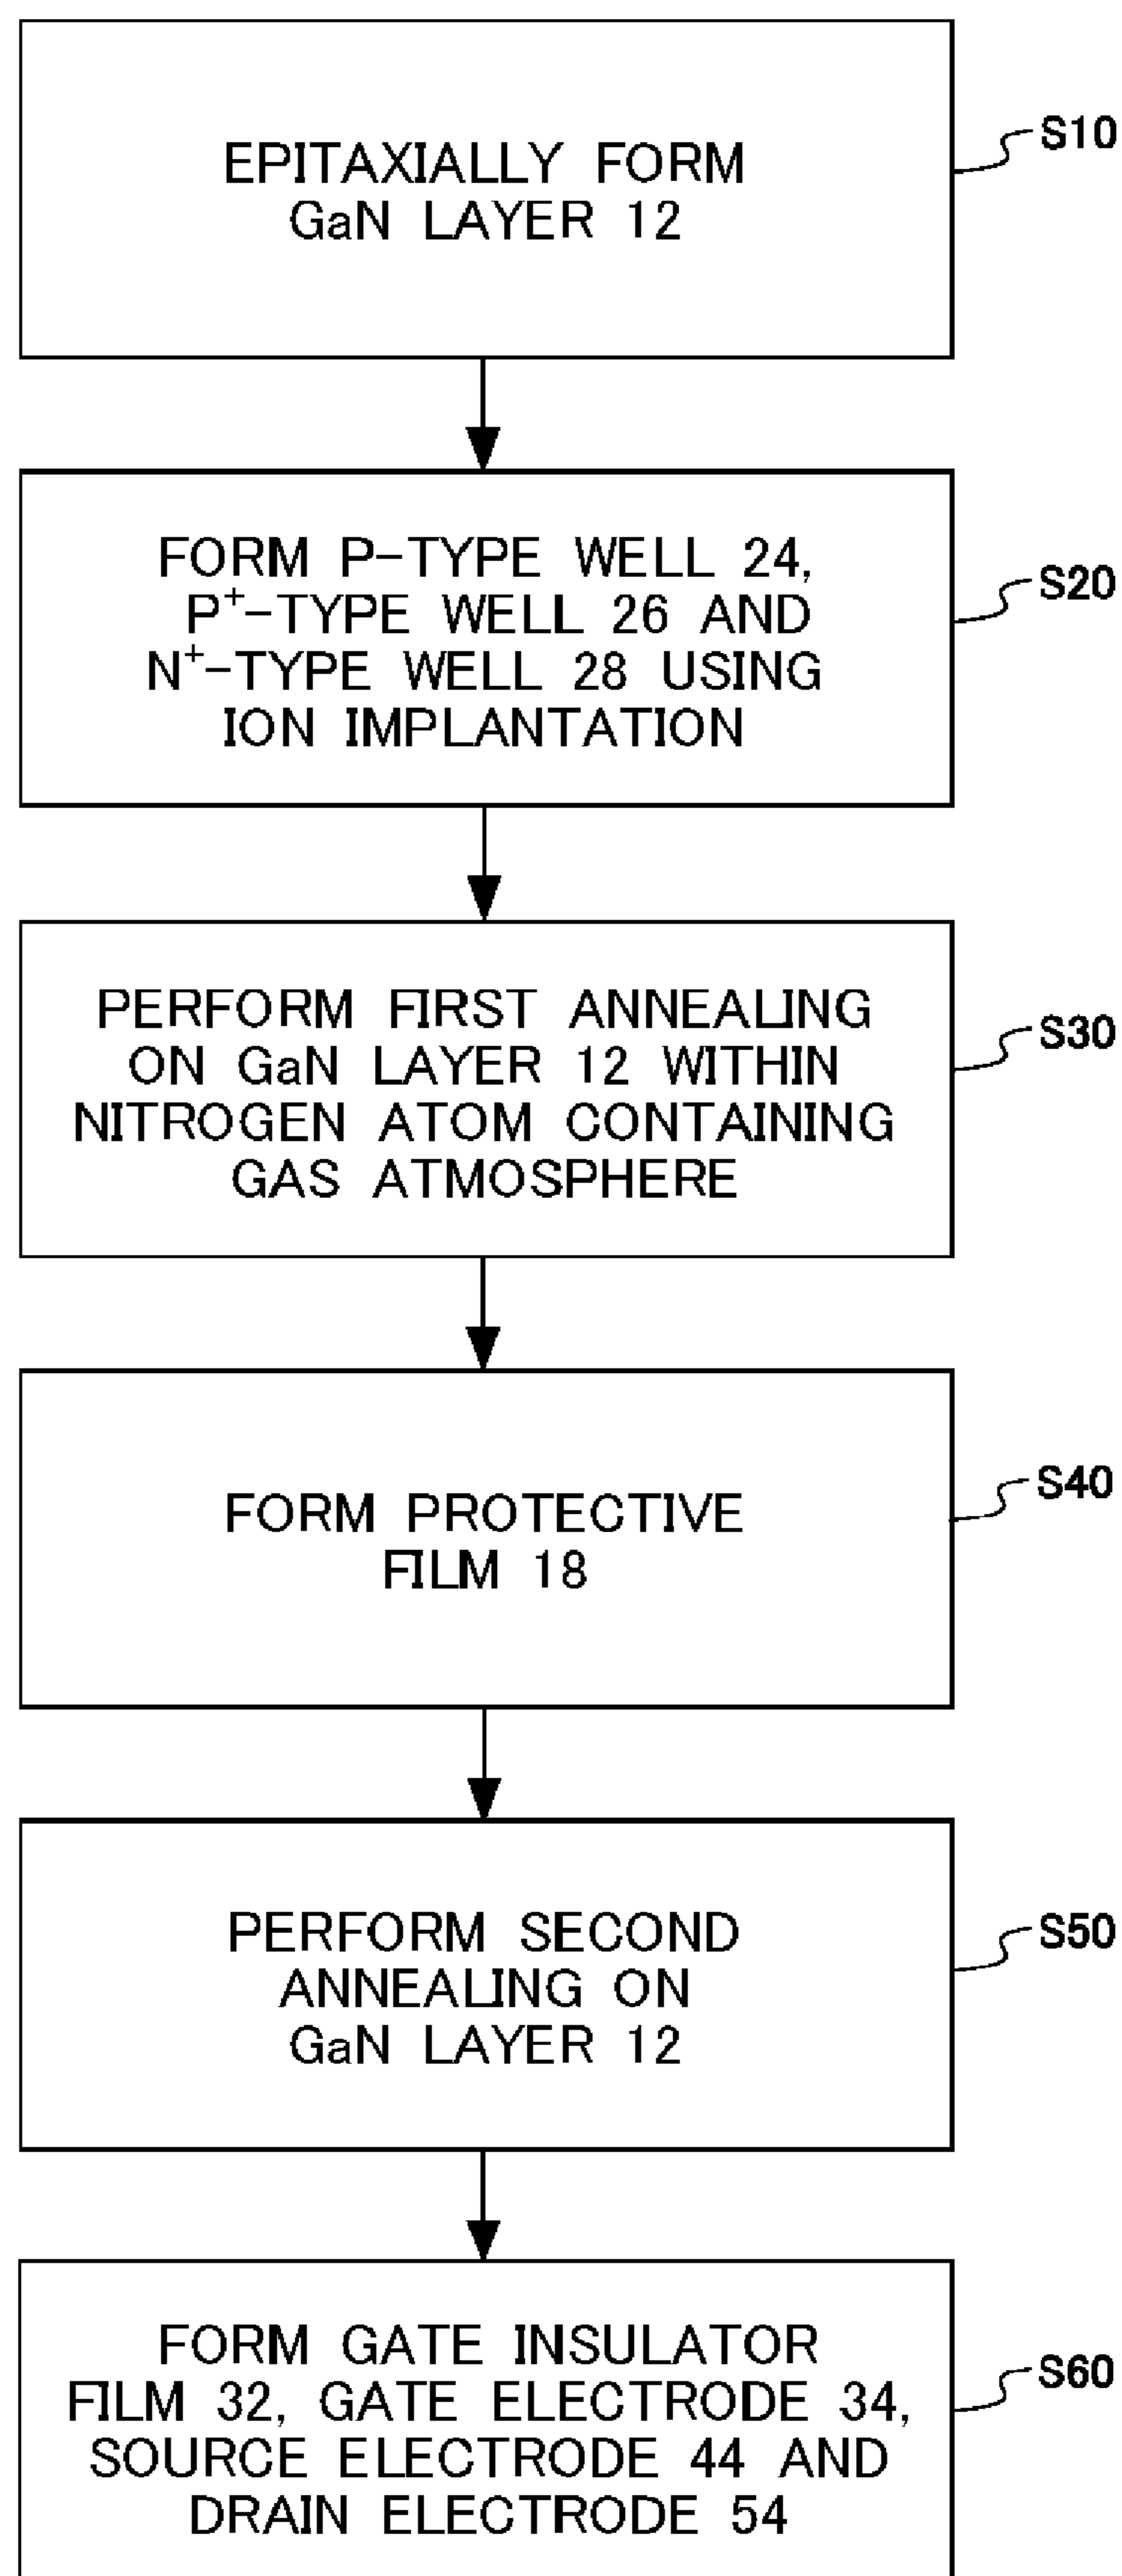 EPITAXIALLY FORM
GaN LAYER 12
S10
FORM P-TYPE WELL 24,
P⁺-TYPE WELL 26 AND
N⁺-TYPE WELL 28 USING
ION IMPLANTATION
S20
PERFORM FIRST ANNEALING
ON GaN LAYER 12 WITHIN
NITROGEN ATOM CONTAINING
GAS ATMOSPHERE
S30
FORM PROTECTIVE
FILM 18
S40
PERFORM SECOND
ANNEALING ON
GaN LAYER 12
S50
FORM GATE INSULATOR
FILM 32, GATE ELECTRODE 34,
SOURCE ELECTRODE 44 AND
DRAIN ELECTRODE 54
S60